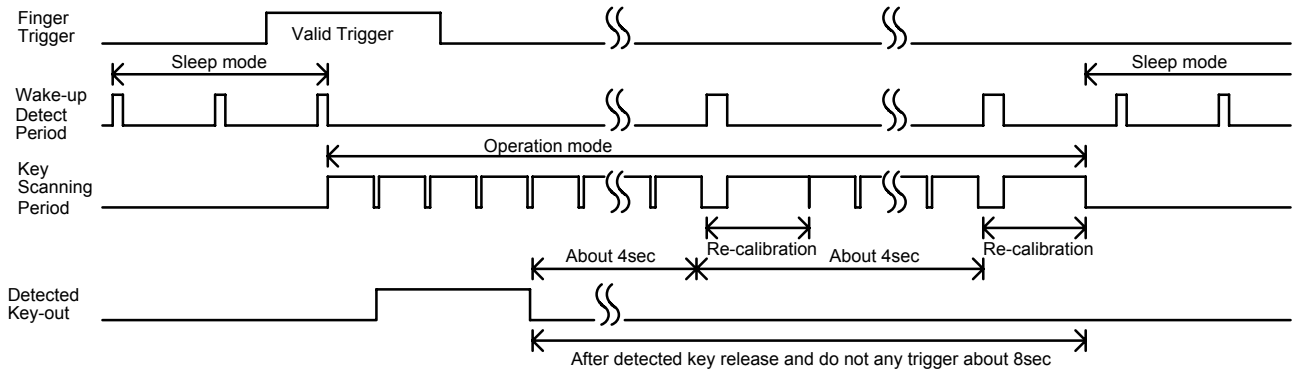 Finger
Trigger
Valid Trigger
Sleep mode
Sleep mode
Wake-up
Detect
Period
Operation mode
Key
Scanning
Period
Re-calibration
Re-calibration
About 4sec
About 4sec
Detected
Key-out
After detected key release and do not any trigger about 8sec